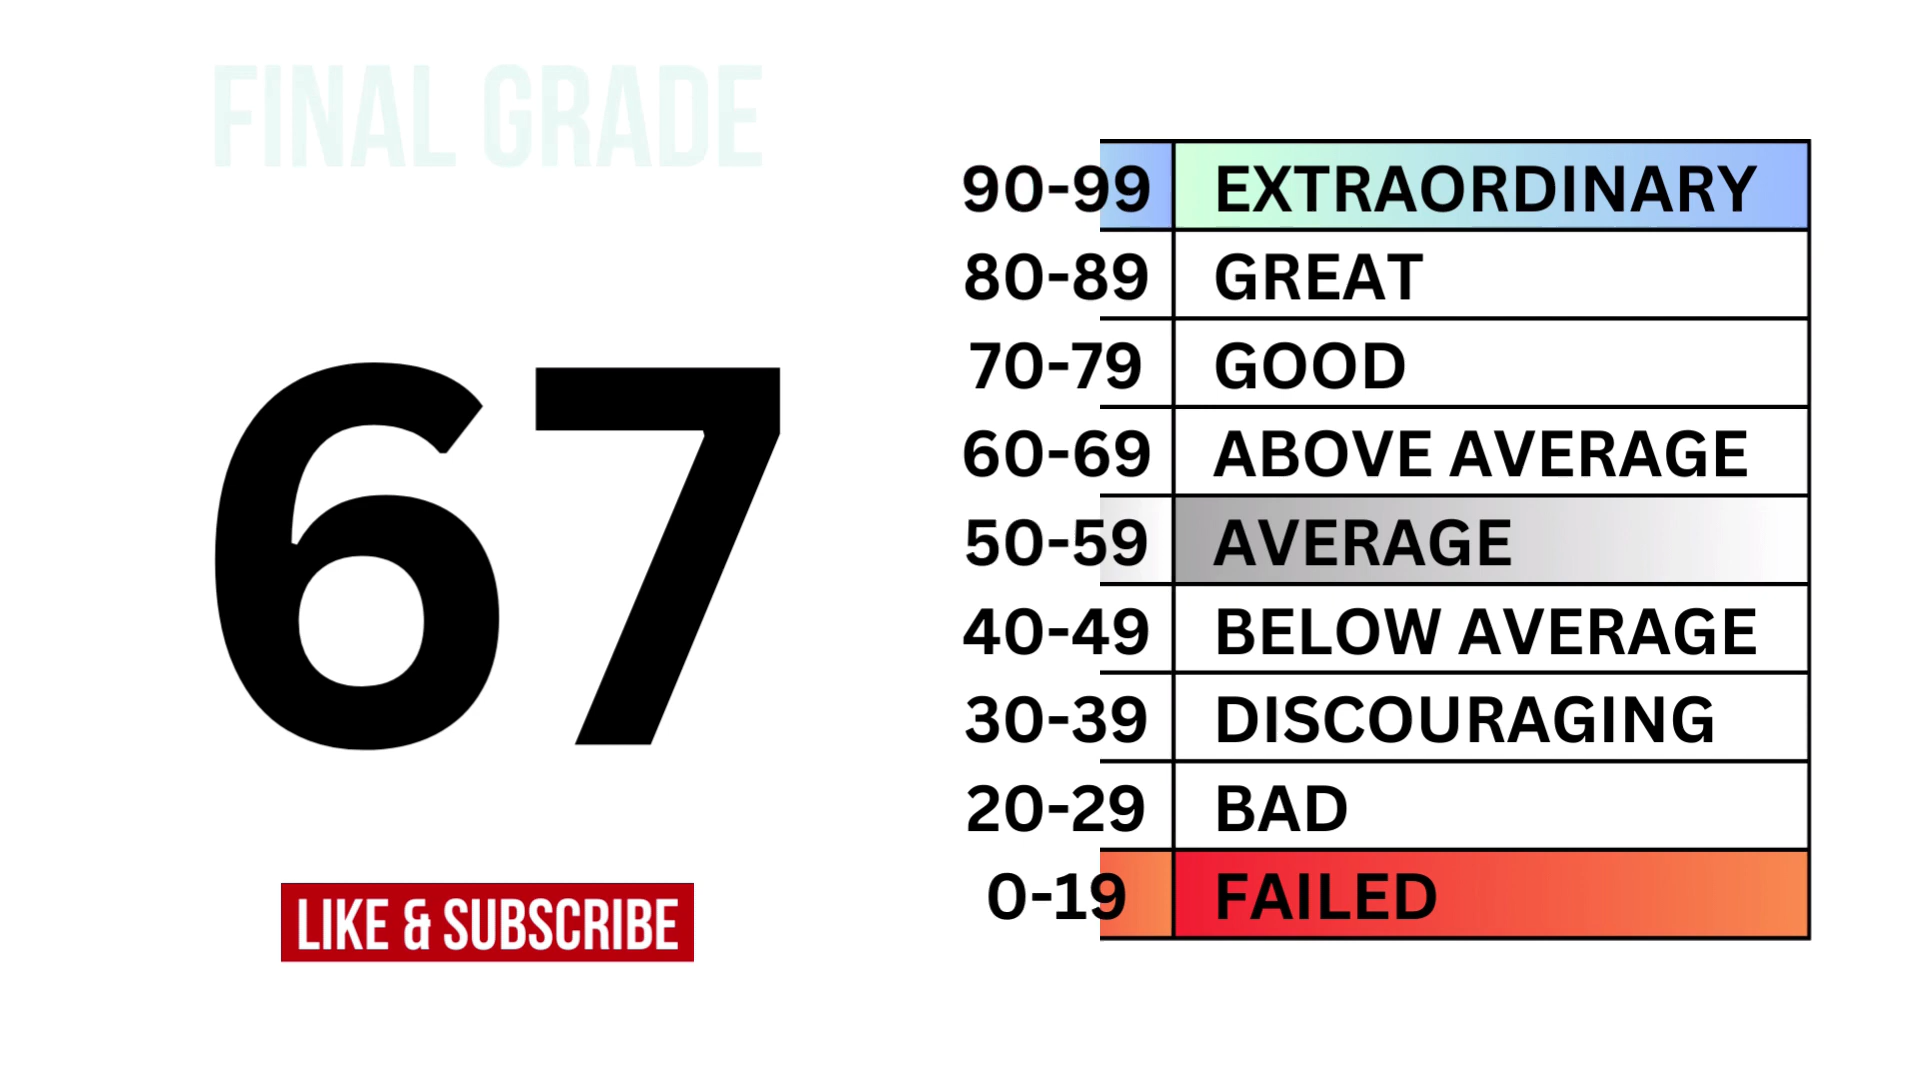 FINAL GRADE
67
LIKE & SUBSCRIBE
90-99 EXTRAORDINARY
80-89 GREAT
70-79 GOOD
60-69 ABOVE AVERAGE
50-59 AVERAGE
40-49 BELOW AVERAGE
30-39 DISCOURAGING
20-29 BAD
0-19 FAILED